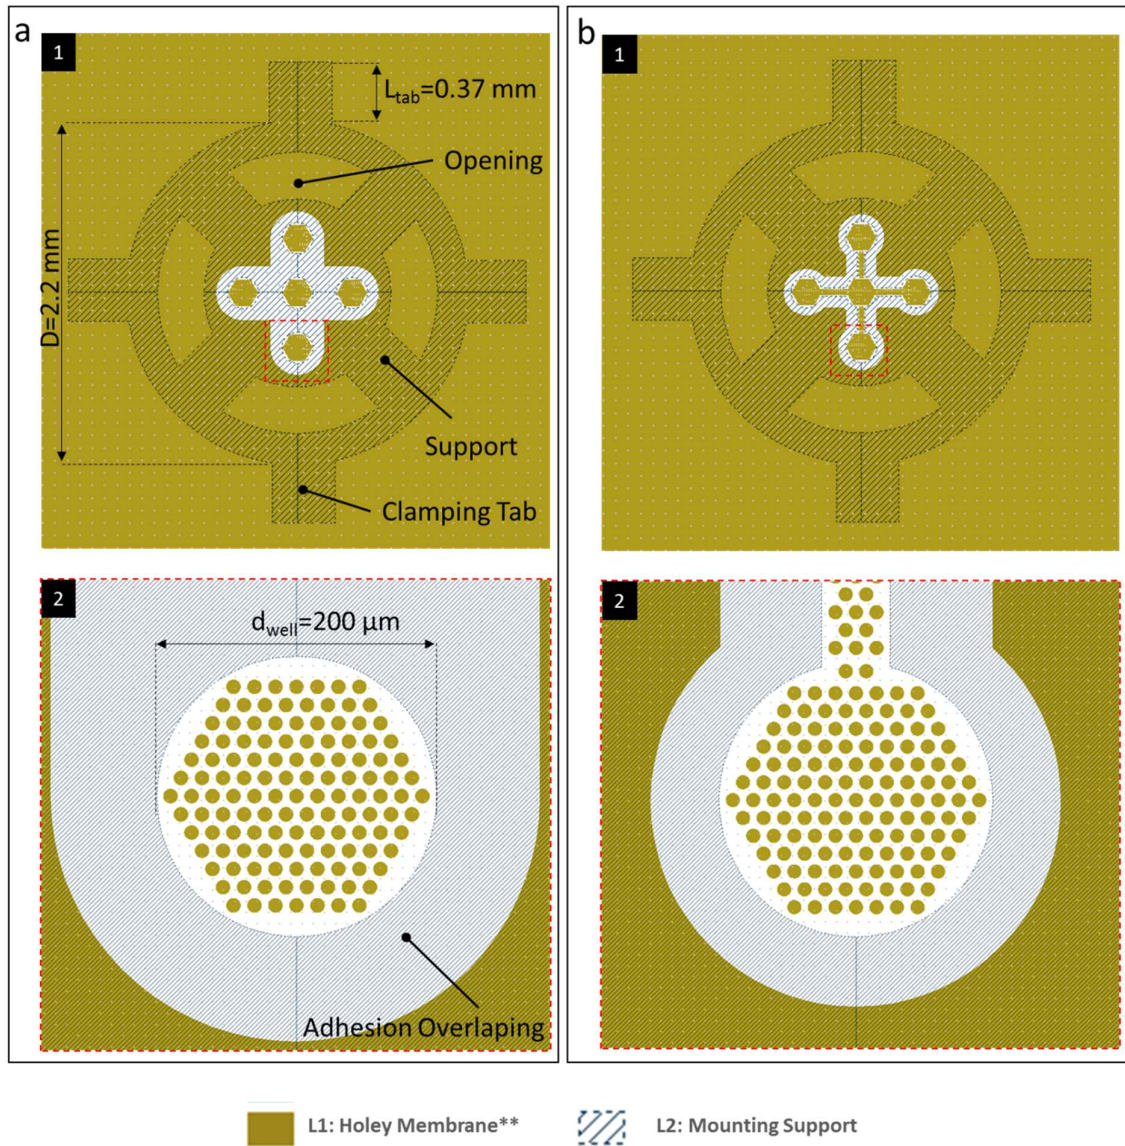 a
1
L_tab=0.37 mm
Opening
D=2.2 mm
Support
Clamping Tab
2
d_well=200 µm
Adhesion Overlaping
b
1
2
L1: Holey Membrane**
L2: Mounting Support